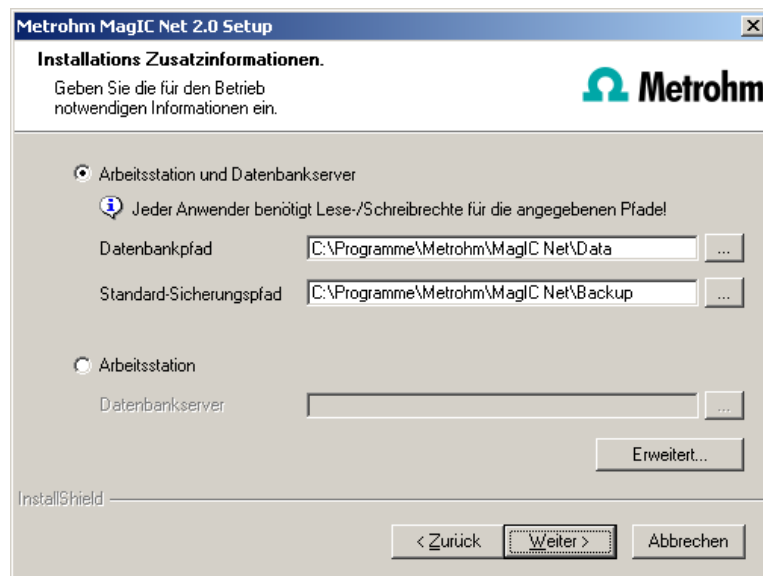 Metrohm MagIC Net 2.0 Setup
Installations Zusatzinformationen.
Geben Sie die für den Betrieb
notwendigen Informationen ein.
Metrohm
Arbeitsstation und Datenbankserver
Jeder Anwender benötigt Lese-/Schreibrechte für die angegebenen Pfade!
Datenbankpfad C:\Programme\Metrohm\MagIC Net\Data ...
Standard-Sicherungspfad C:\Programme\Metrohm\MagIC Net\Backup ...
Arbeitsstation
Datenbankserver ...
Erweitert...
InstallShield
< Zurück Weiter > Abbrechen